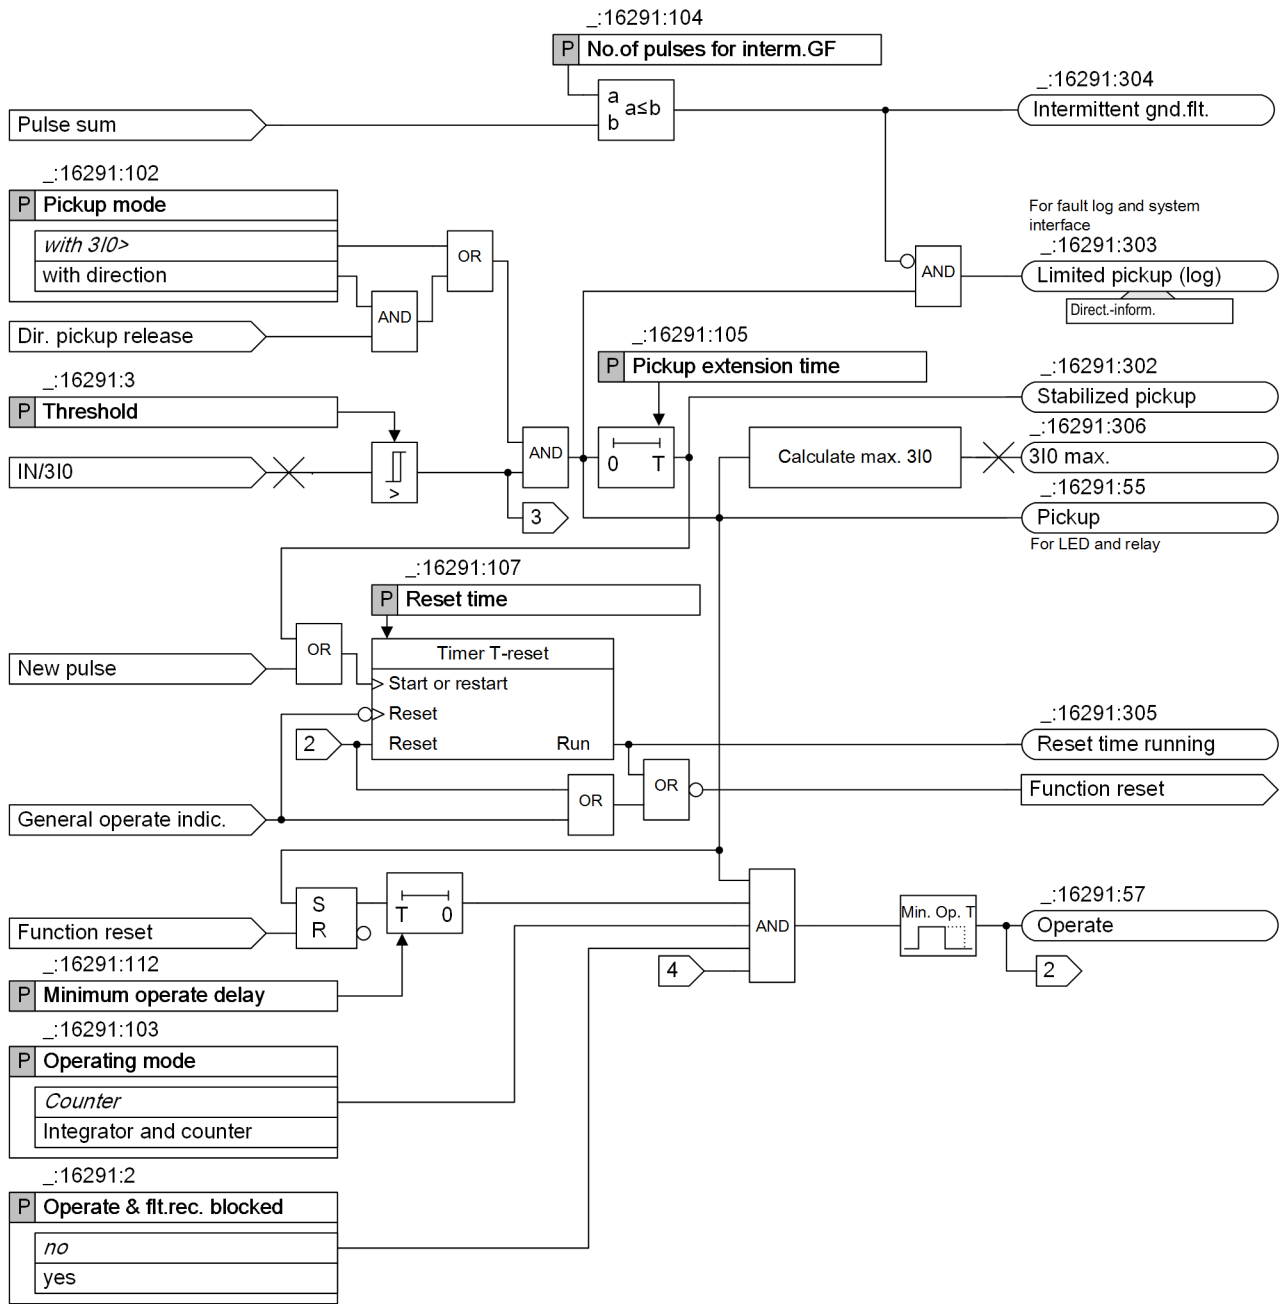 _:16291:104
P No.of pulses for interm.GF
_:16291:304
a
b
a≤b
Intermittent gnd.flt.
Pulse sum
_:16291:102
P Pickup mode
with 3I0>
with direction
OR
AND
Dir. pickup release
For fault log and system
interface
_:16291:303
AND
Limited pickup (log)
Direct.-inform.
_:16291:105
P Pickup extension time
_:16291:3
P Threshold
_:16291:302
Stabilized pickup
_:16291:306
IN/3I0
>
AND
0 T
Calculate max. 3I0
3I0 max.
_:16291:55
3
Pickup
For LED and relay
_:16291:107
P Reset time
New pulse
OR
Timer T-reset
Start or restart
Reset
2
Reset
Run
_:16291:305
Reset time running
OR
OR
Function reset
General operate indic.
S
R
T 0
Function reset
AND
Min. Op. T
_:16291:57
Operate
4
2
_:16291:112
P Minimum operate delay
_:16291:103
P Operating mode
Counter
Integrator and counter
_:16291:2
P Operate & flt.rec. blocked
no
yes